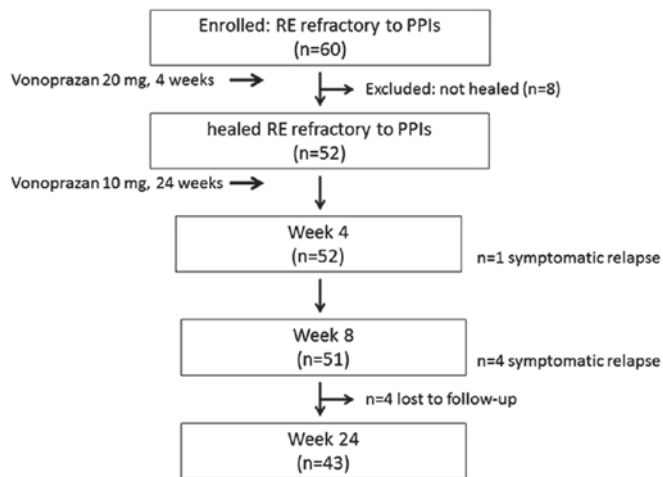 Enrolled: RE refractory to PPIs
(n=60)
Vonoprazan 20 mg, 4 weeks
Excluded: not healed (n=8)
healed RE refractory to PPIs
(n=52)
Vonoprazan 10 mg, 24 weeks
Week 4
(n=52)
n=1 symptomatic relapse
Week 8
(n=51)
n=4 symptomatic relapse
n=4 lost to follow-up
Week 24
(n=43)